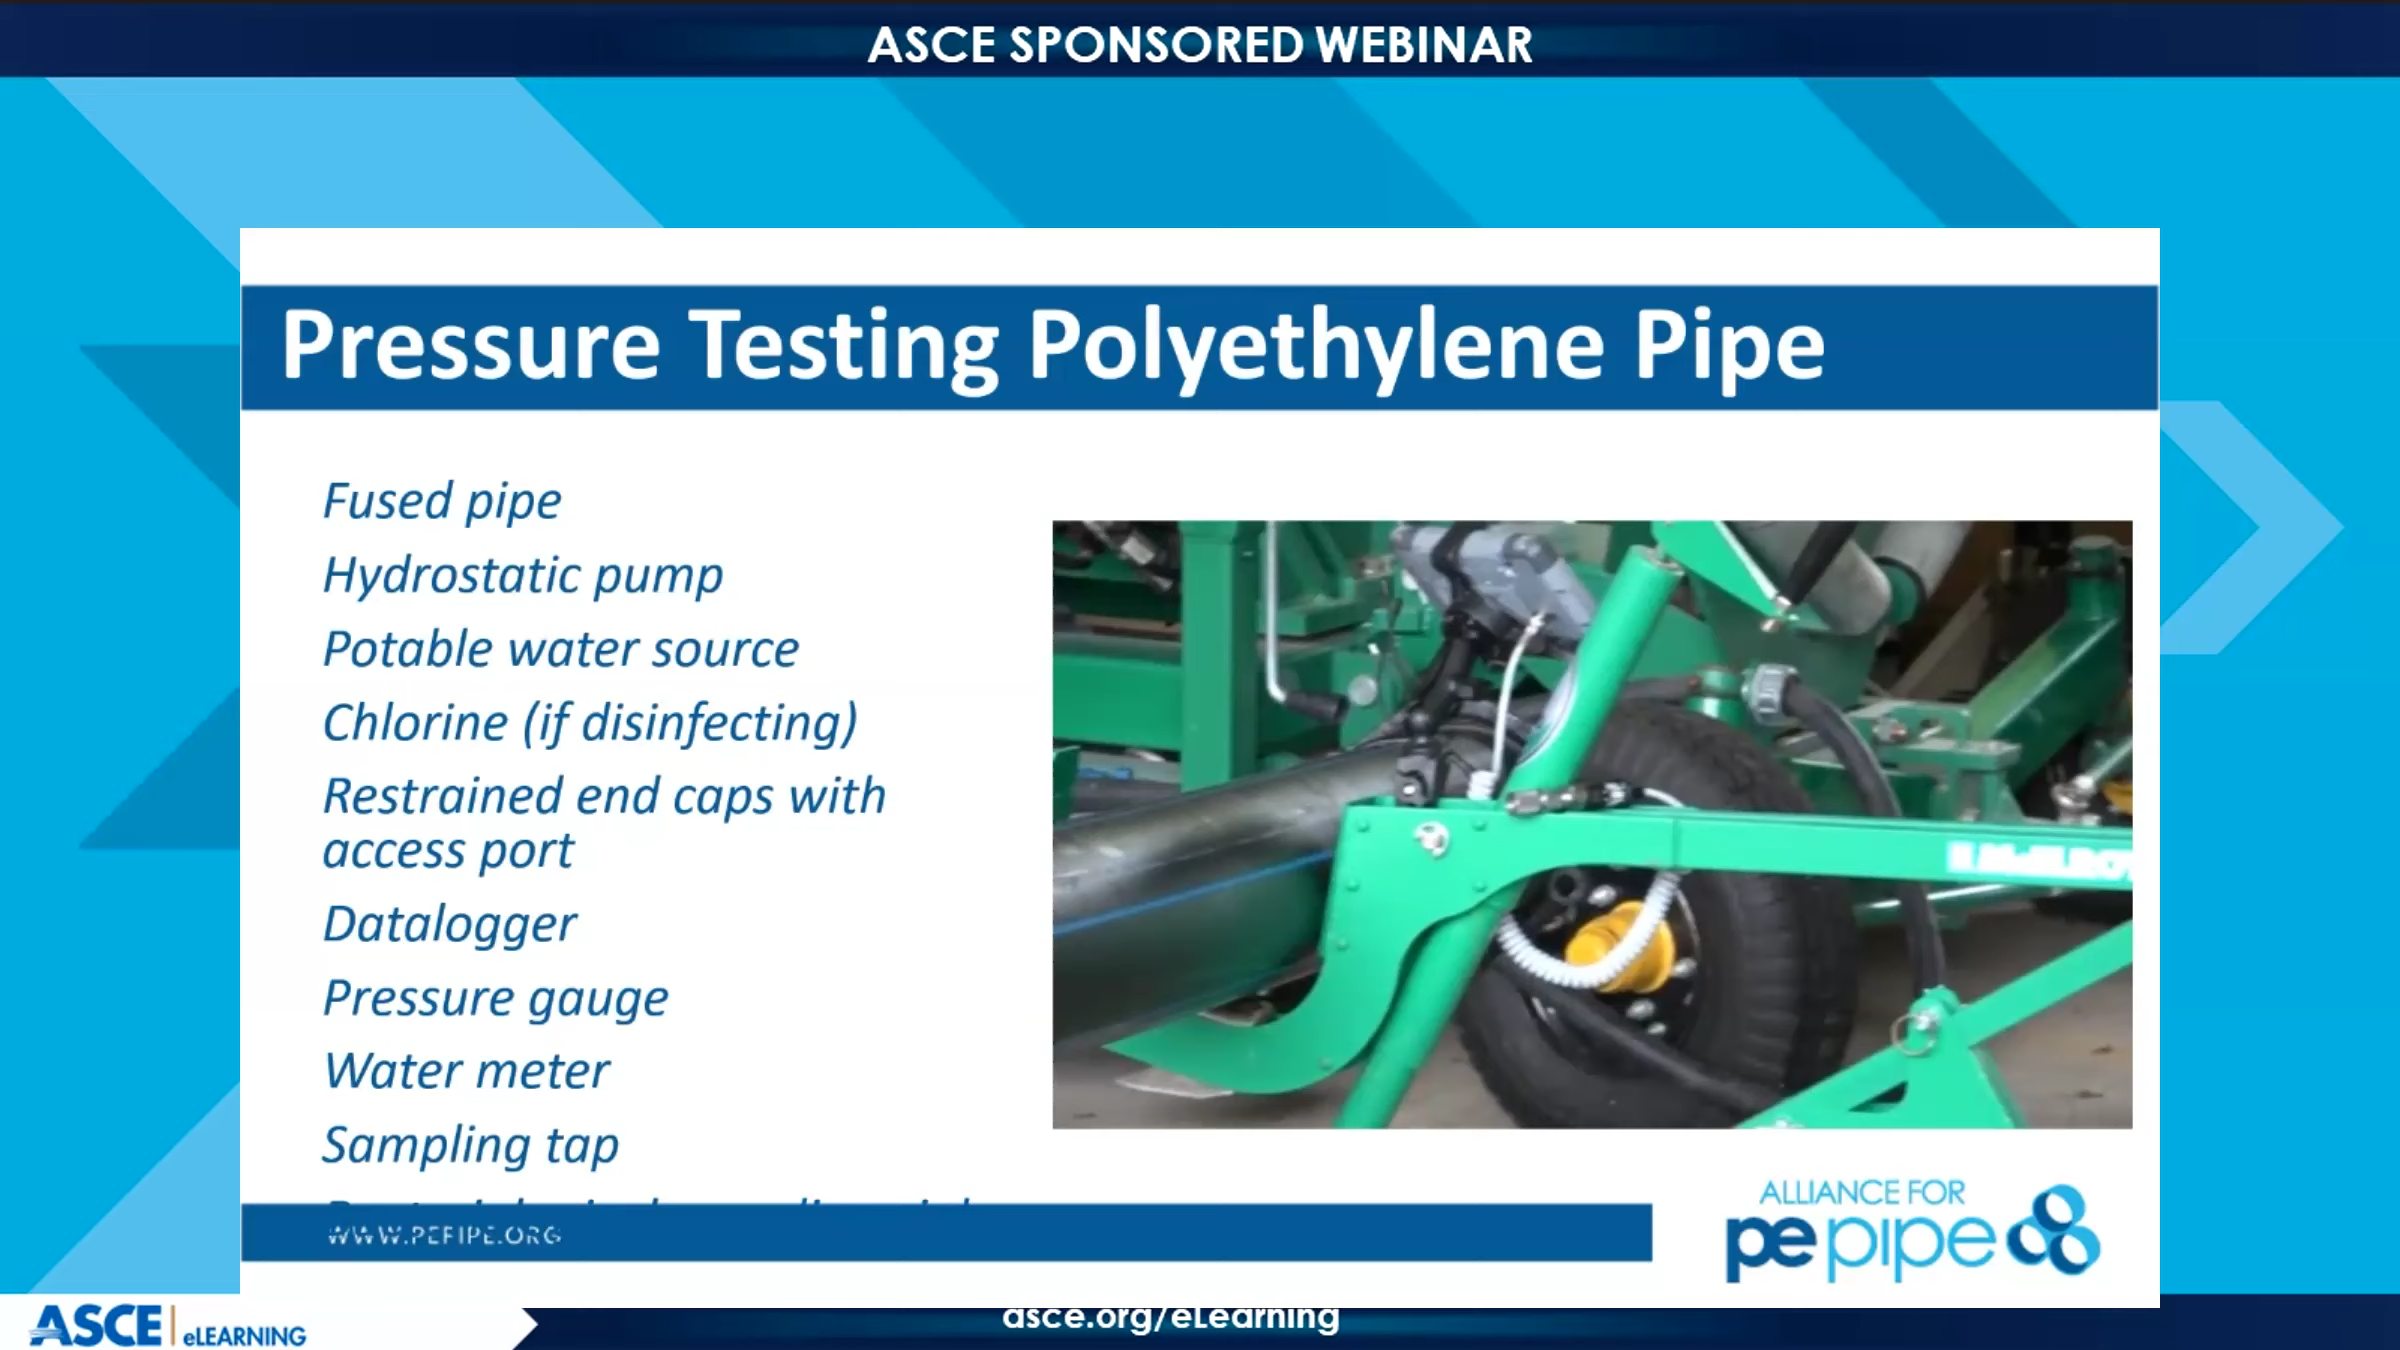 ASCE SPONSORED WEBINAR
Pressure Testing Polyethylene Pipe
Fused pipe
Hydrostatic pump
Potable water source
Chlorine (if disinfecting)
Restrained end caps with
access port
Datalogger
Pressure gauge
Water meter
Sampling tap
WWW.PEPIPE.ORG
ALLIANCE FOR
pe pipe
ASCE eLEARNING
asce.org/eLearning